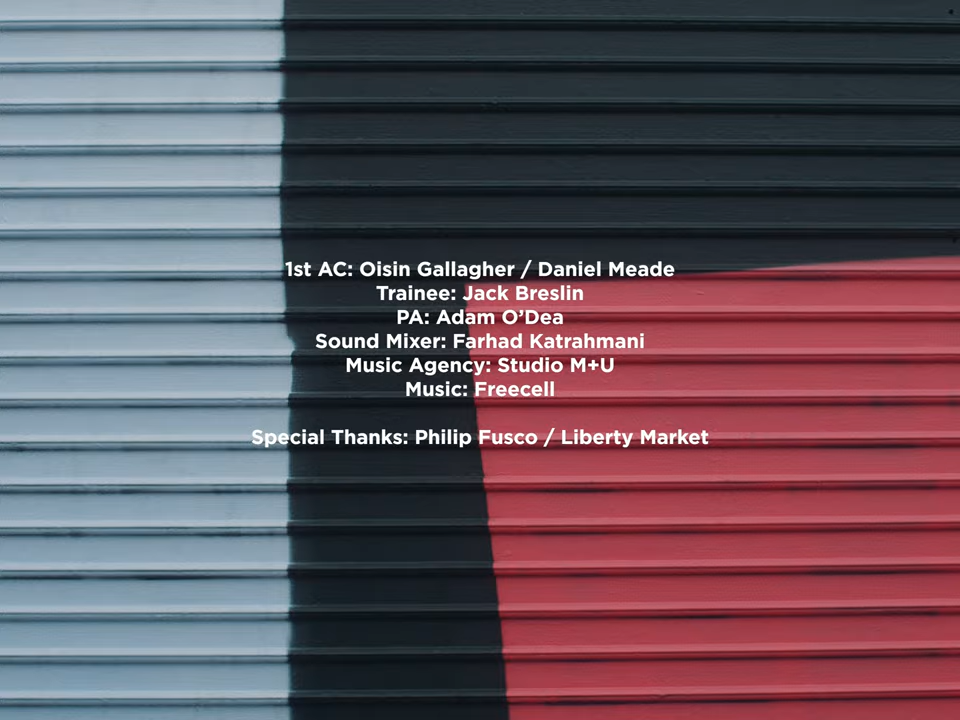 1st AC: Oisin Gallagher / Daniel Meade
Trainee: Jack Breslin
PA: Adam O’Dea
Sound Mixer: Farhad Katrahmani
Music Agency: Studio M+U
Music: Freecell
Special Thanks: Philip Fusco / Liberty Market